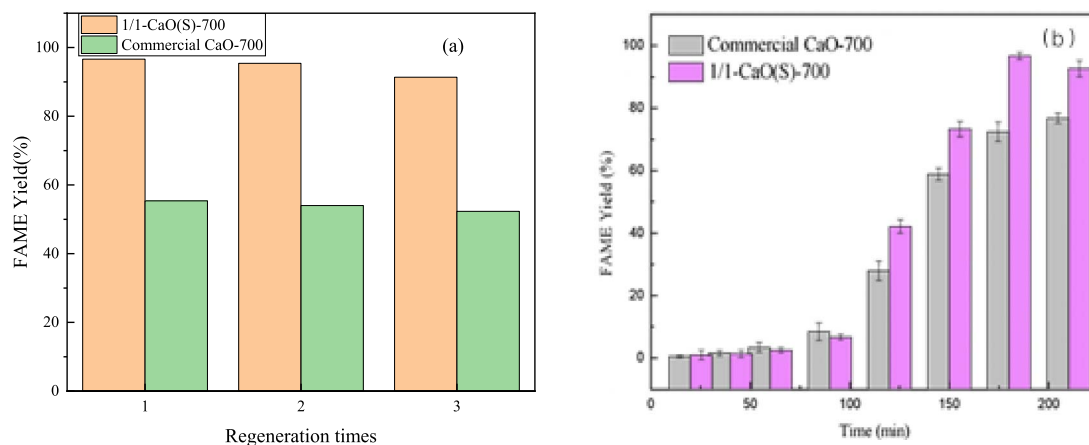 1/1-CaO(S)-700
Commercial CaO-700
(a)
FAME Yield(%)
100
80
60
40
20
0
1
2
3
Regeneration times
Commercial CaO-700
1/1-CaO(S)-700
(b)
FAME Yield (%)
100
80
60
40
20
0
0
50
100
150
200
Time (min)